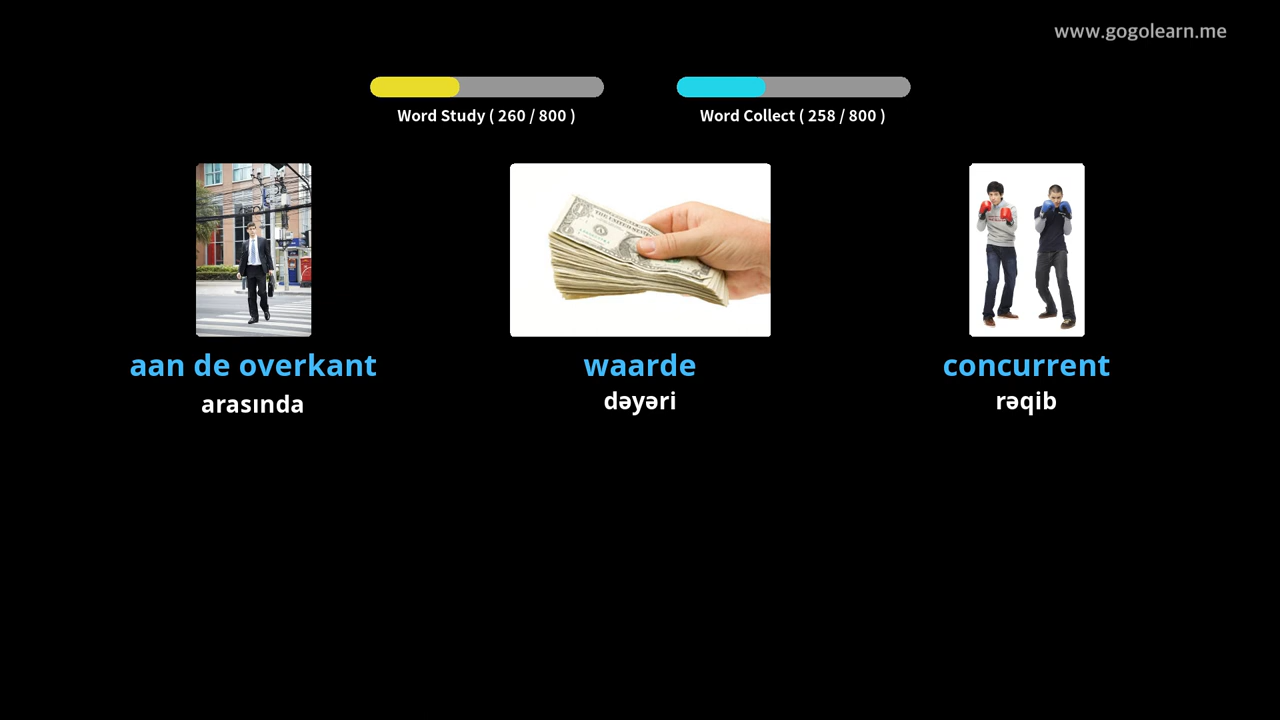 www.gogolearn.me
Word Study ( 260 / 800 )
Word Collect ( 258 / 800 )
aan de overkant
waarde
concurrent
arasında
dəyəri
rəqib